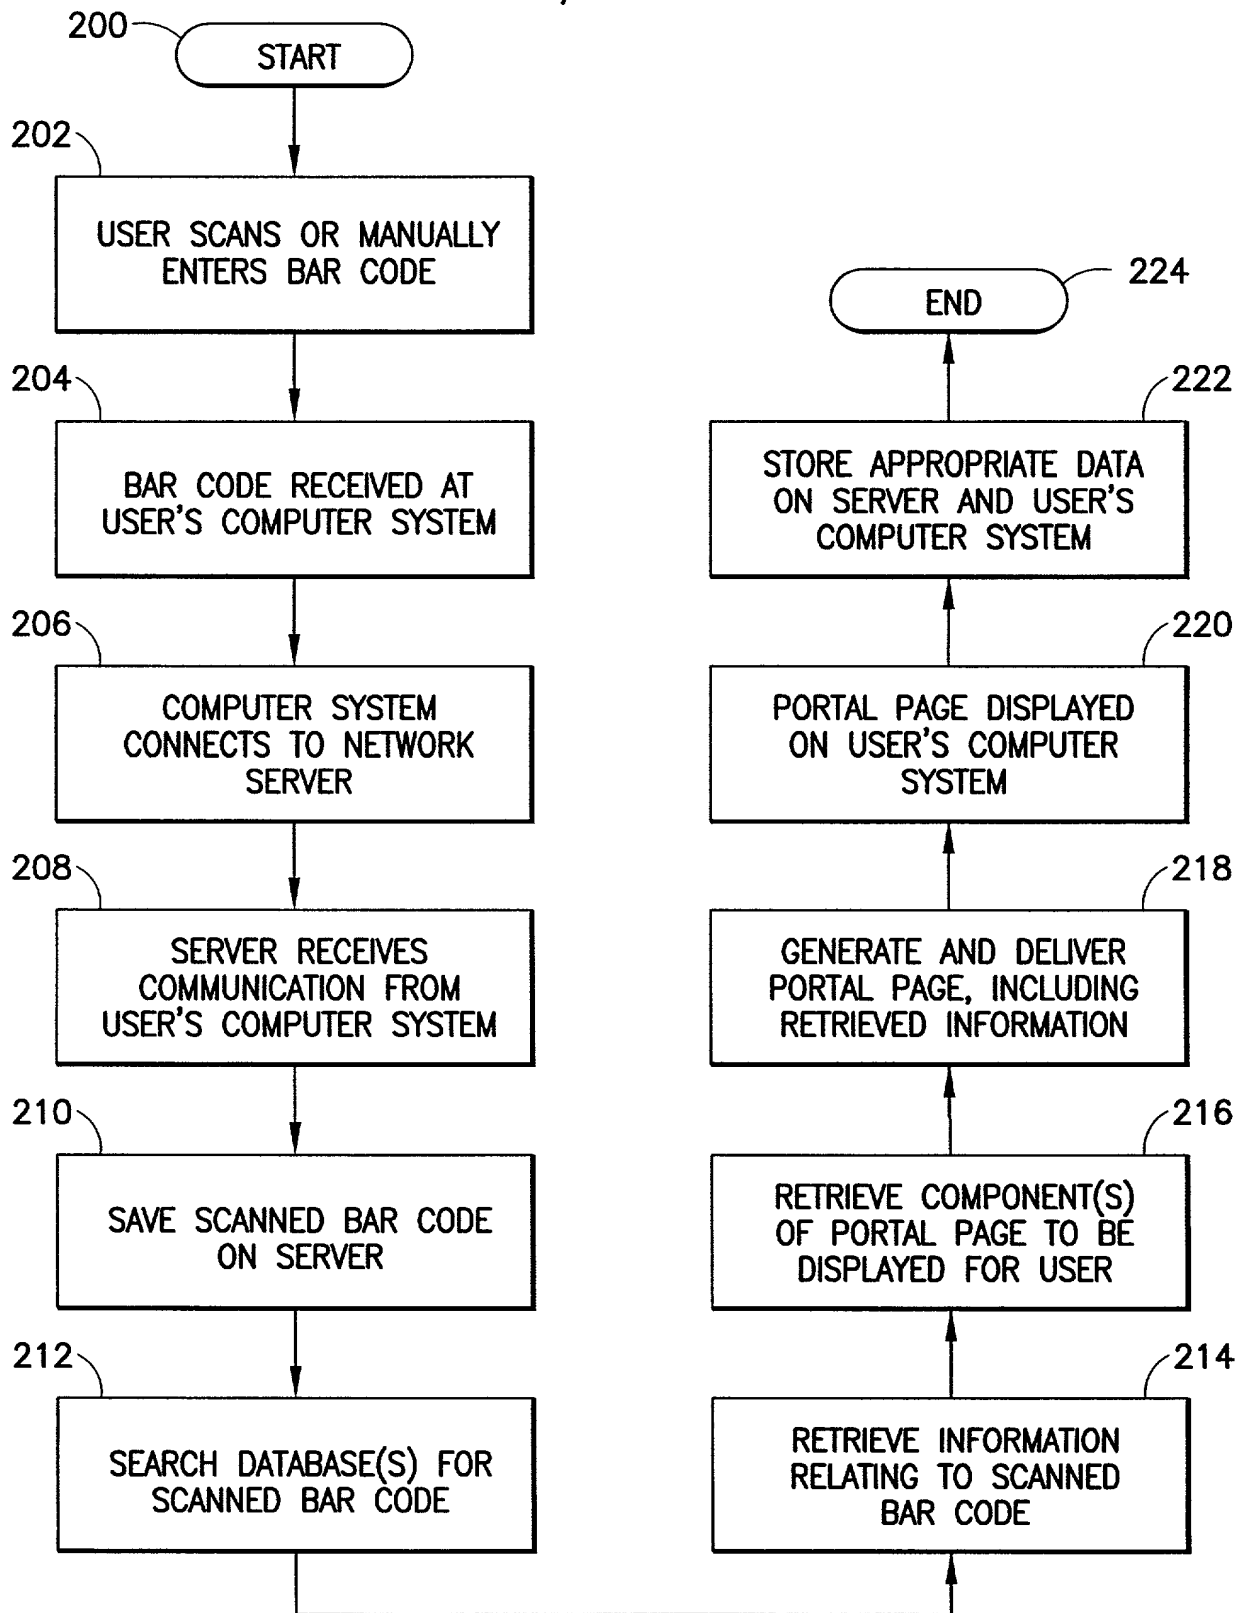 200
START
202
USER SCANS OR MANUALLY
ENTERS BAR CODE
204
BAR CODE RECEIVED AT
USER'S COMPUTER SYSTEM
206
COMPUTER SYSTEM
CONNECTS TO NETWORK
SERVER
208
SERVER RECEIVES
COMMUNICATION FROM
USER'S COMPUTER SYSTEM
210
SAVE SCANNED BAR CODE
ON SERVER
212
SEARCH DATABASE(S) FOR
SCANNED BAR CODE
214
RETRIEVE INFORMATION
RELATING TO SCANNED
BAR CODE
216
RETRIEVE COMPONENT(S)
OF PORTAL PAGE TO BE
DISPLAYED FOR USER
218
GENERATE AND DELIVER
PORTAL PAGE, INCLUDING
RETRIEVED INFORMATION
220
PORTAL PAGE DISPLAYED
ON USER'S COMPUTER
SYSTEM
222
STORE APPROPRIATE DATA
ON SERVER AND USER'S
COMPUTER SYSTEM
224
END